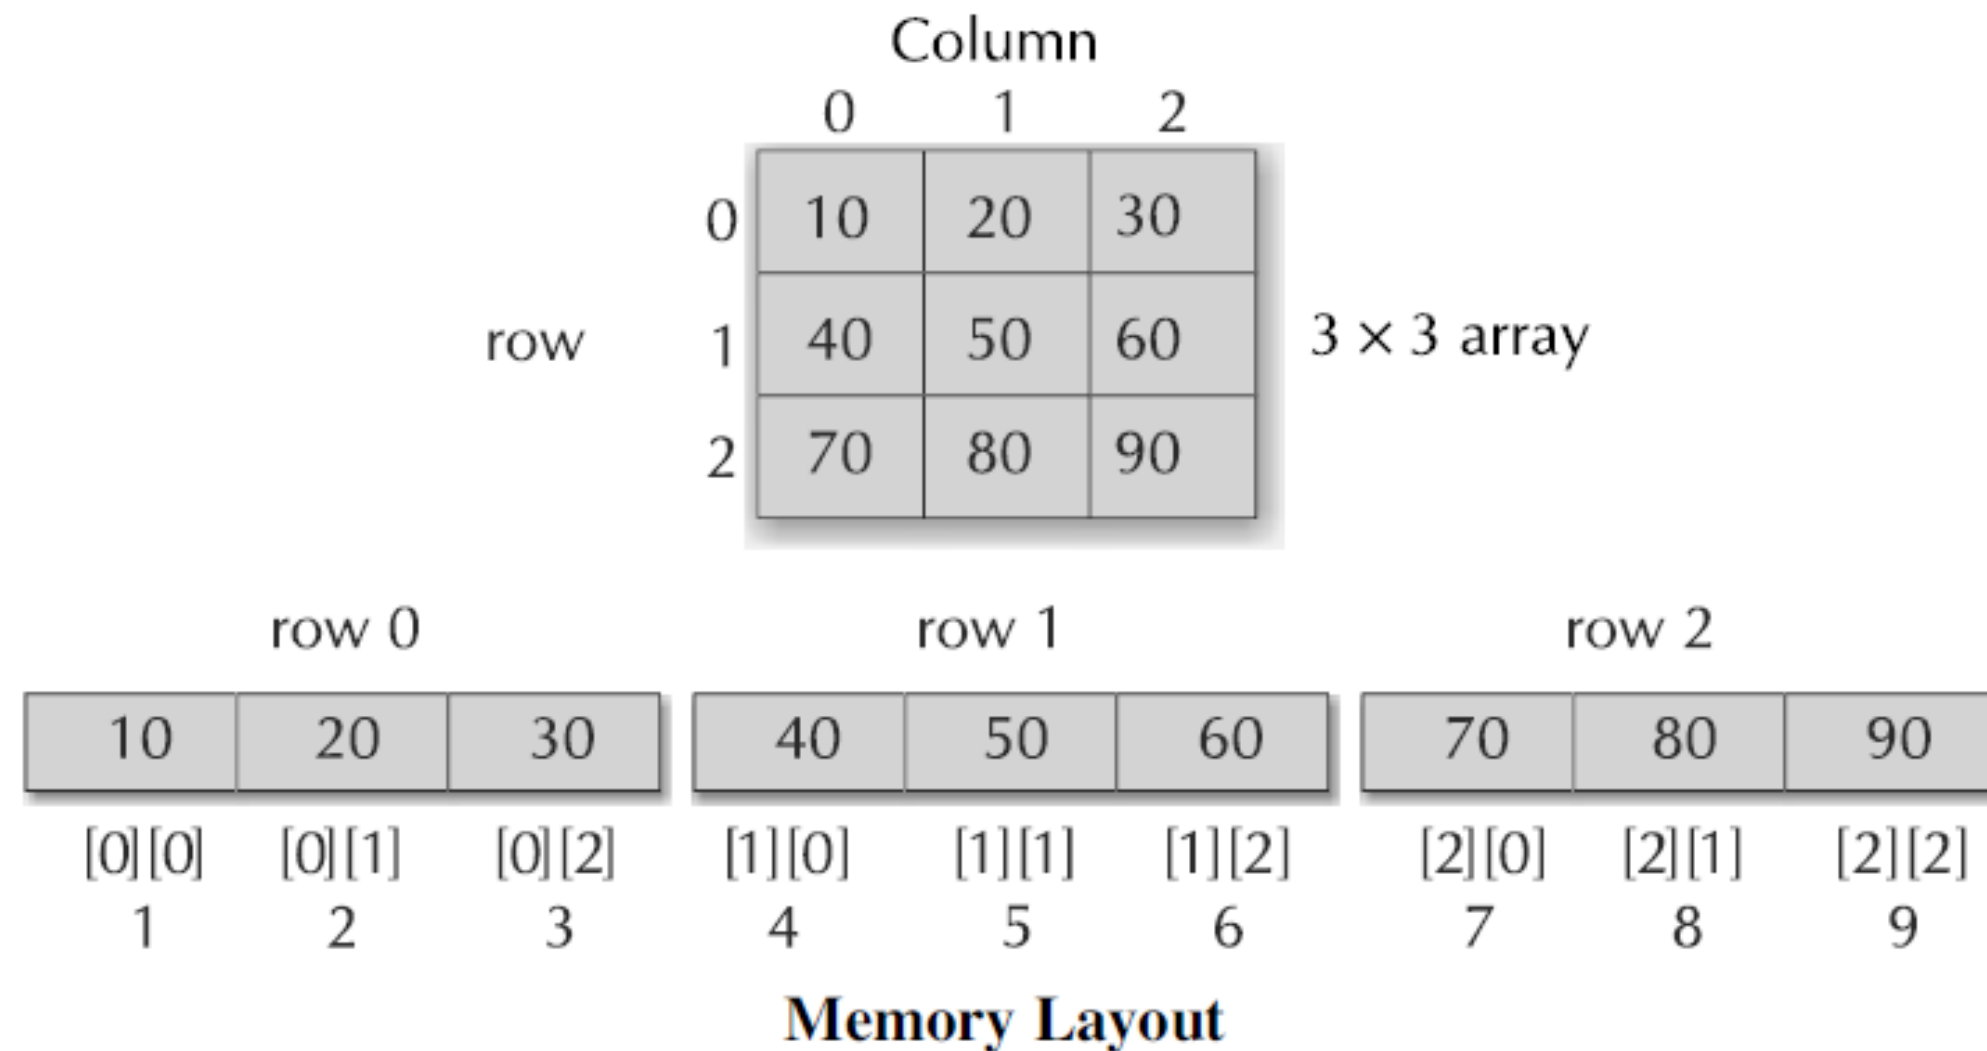 Column
0 1 2
0 10 20 30
row 1 40 50 60 3 × 3 array
2 70 80 90
row 0 row 1 row 2
10 20 30 40 50 60 70 80 90
[0][0] [0][1] [0][2] [1][0] [1][1] [1][2] [2][0] [2][1] [2][2]
1 2 3 4 5 6 7 8 9
Memory Layout